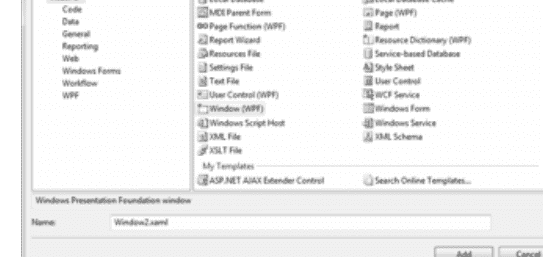 Code
Data
General
Reporting
Web
Windows Forms
Workflow
WPF
MDI Parent Form
Page (WPF)
Page Function (WPF)
Report
Report Wizard
Resource Dictionary (WPF)
Resources File
Service-based Database
Settings File
Style Sheet
Text File
User Control
User Control (WPF)
WCF Service
Window (WPF)
Windows Form
Windows Script Host
Windows Service
XML File
XML Schema
XSLT File
My Templates
ASP.NET AJAX Extender Control
Search Online Templates...
Windows Presentation Foundation window
Name:
Window2.xaml
Add
Cancel